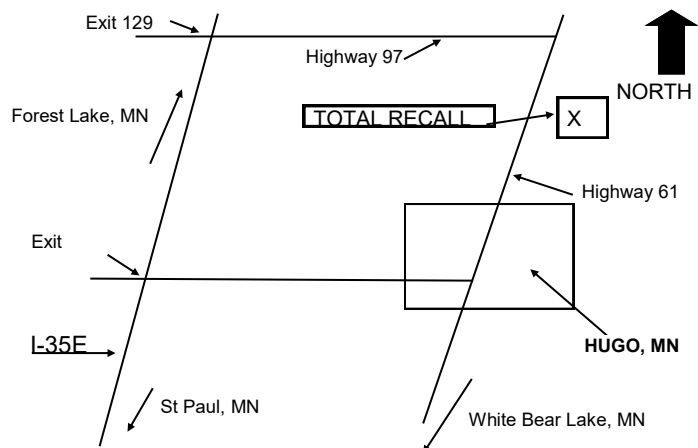 Exit 129
Highway 97
NORTH
Forest Lake, MN
TOTAL RECALL
X
Highway 61
Exit
I-35E
HUGO, MN
St Paul, MN
White Bear Lake, MN